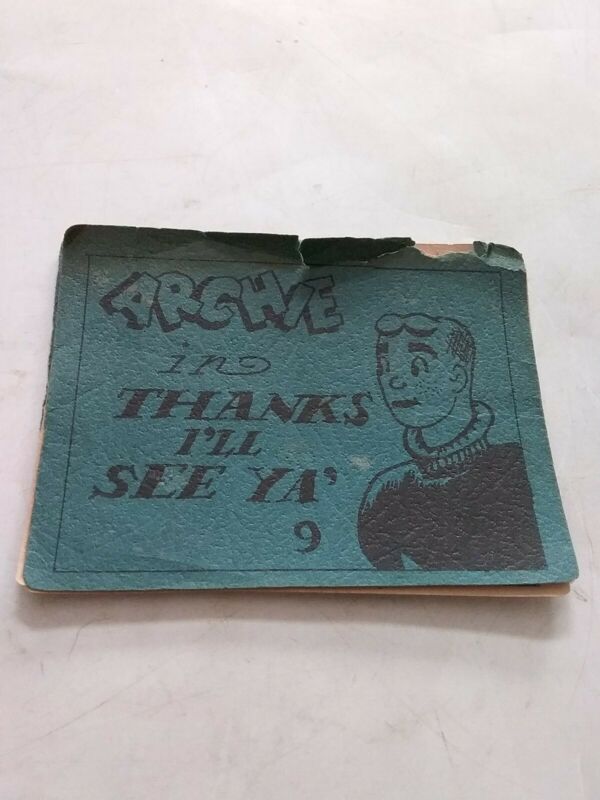 ARCHIE
in
THANKS
I'LL
SEE YA'
9